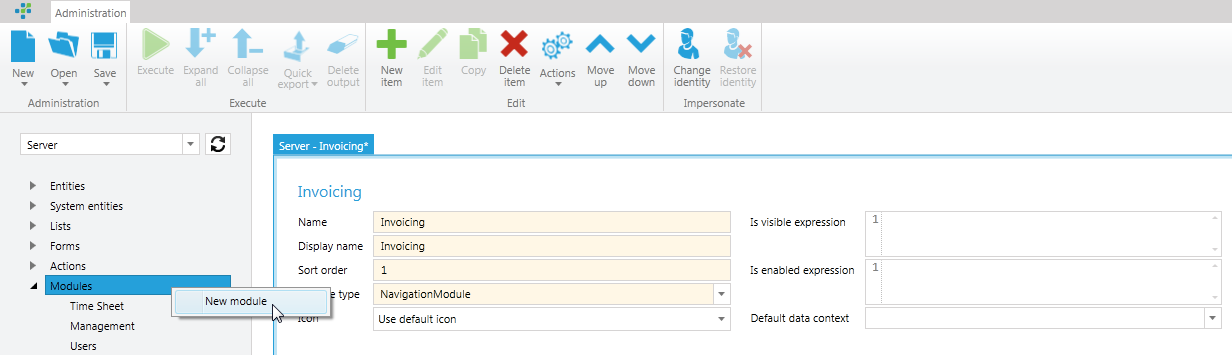 Administration
New
Open
Save
Execute
Expand all
Collapse all
Quick export
Delete output
New item
Edit item
Copy
Delete item
Actions
Move up
Move down
Change identity
Restore identity
Administration
Execute
Edit
Impersonate
Server
Entities
System entities
Lists
Forms
Actions
Modules
Time Sheet
Management
Users
New module
Server - Invoicing*
Invoicing
Name
Invoicing
Display name
Invoicing
Sort order
1
type
NavigationModule
Icon
Use default icon
Is visible expression
1
Is enabled expression
1
Default data context